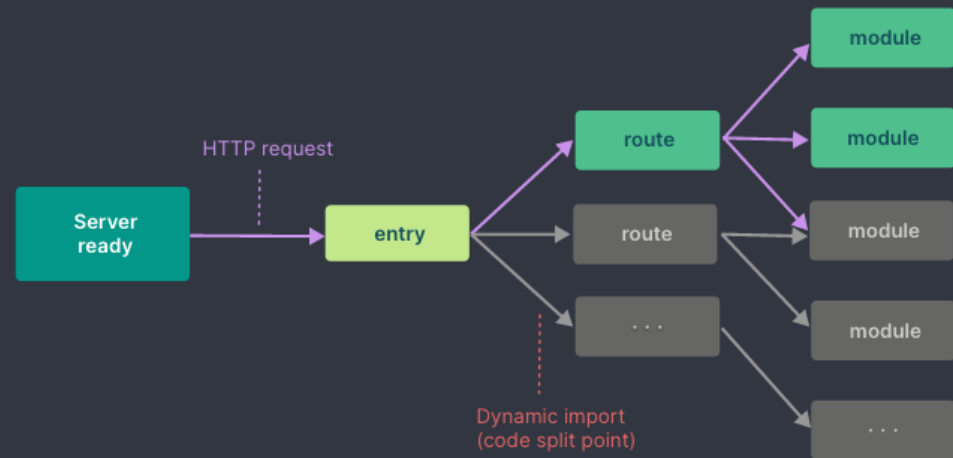 module
HTTP request
route
module
Server
ready
entry
route
module
· · ·
module
Dynamic import
(code split point)
· · ·